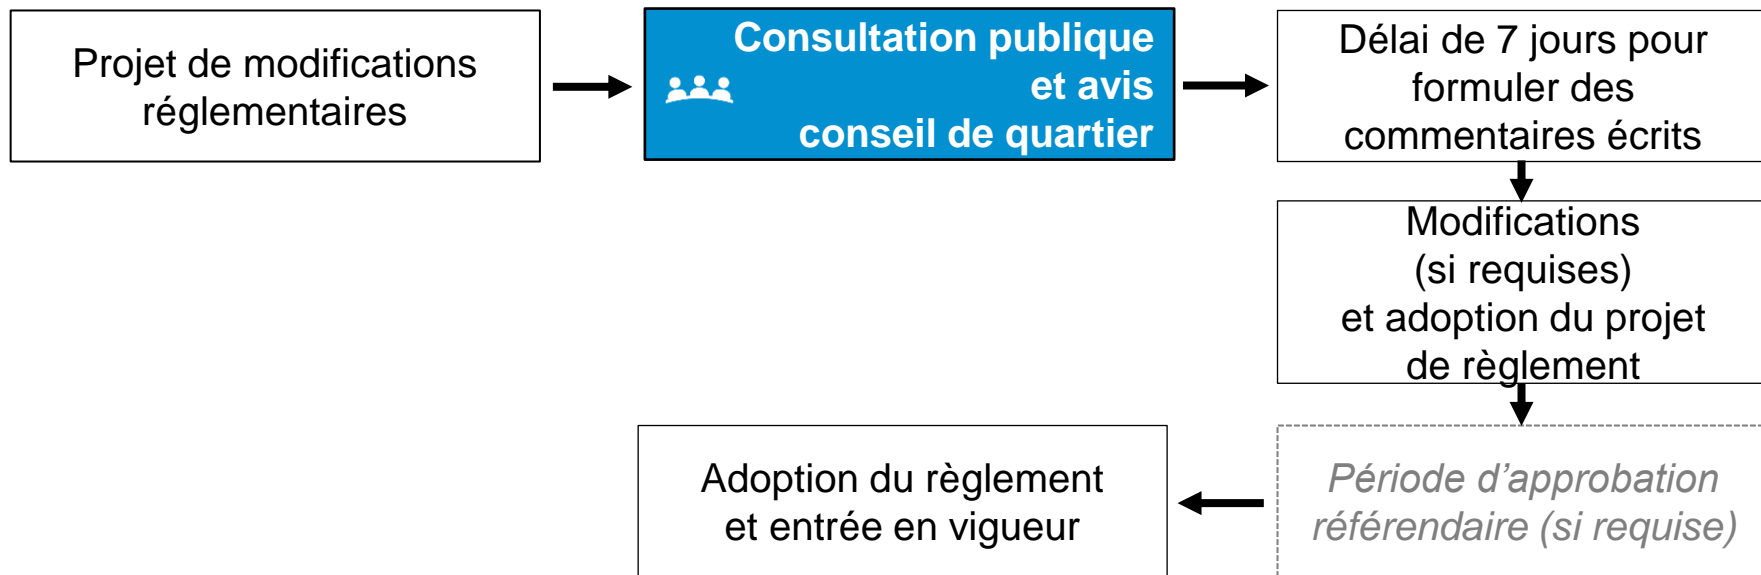 Projet de modifications
réglementaires
Consultation publique
et avis
conseil de quartier
Délai de 7 jours pour
formuler des
commentaires écrits
Modifications
(si requises)
et adoption du projet
de règlement
Période d’approbation
référendaire (si requise)
Adoption du règlement
et entrée en vigueur